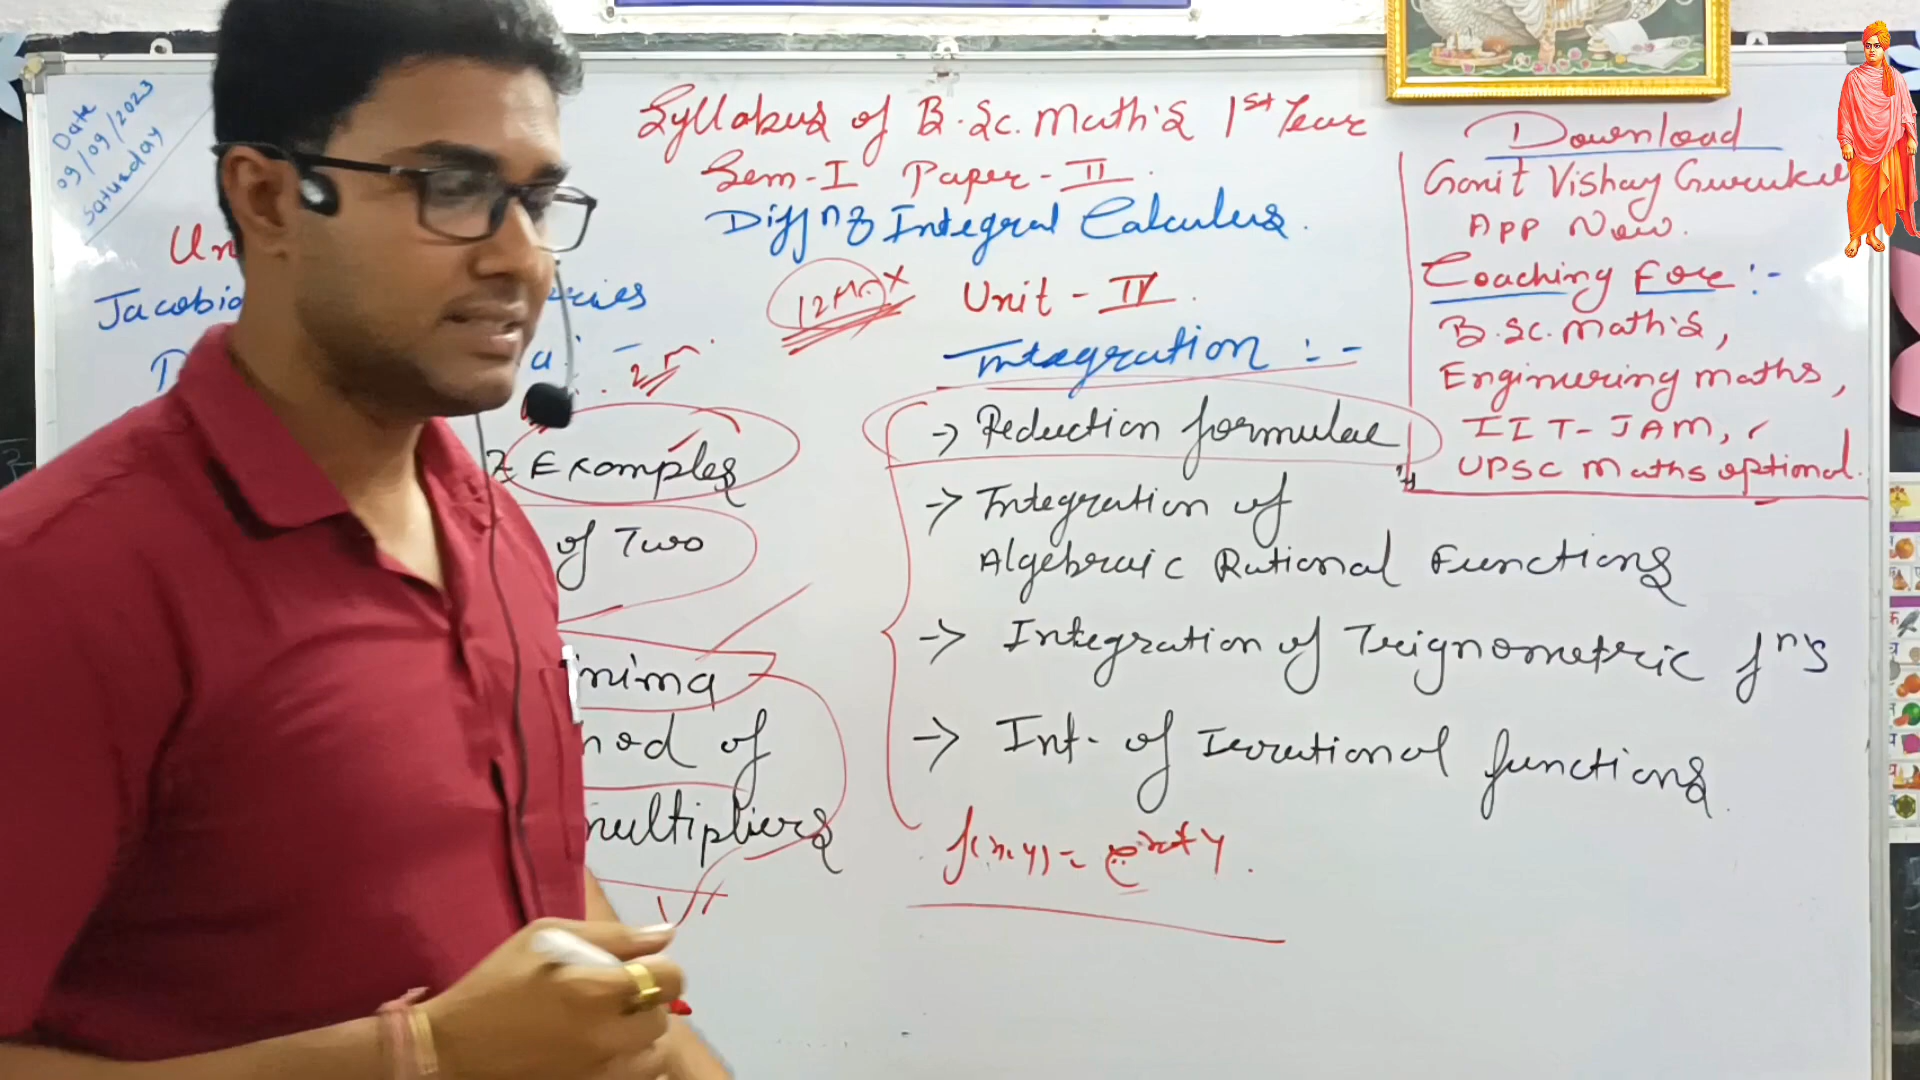 Date
09/09/2023
Saturday
Syllabus of B.Sc. Math's 1st Year
Sem-I Paper-II.
Diffn & Integral Calculus.
12 Max
Unit - IV.
Integration :-
→ Reduction formulae
→ Integration of
Algebraic Rational Functions
→ Integration of Trignometric fn's
→ Int- of Irrational functions.
f(x,y) = e^x+y.
Download
Ganit Vishay Gurukul
App Now.
Coaching For :-
B.Sc. Math's,
Engineering maths,
IIT-JAM,
UPSC Maths optional.
Un
Jacobia
Examples
of Two
nima
hod of
multipliers